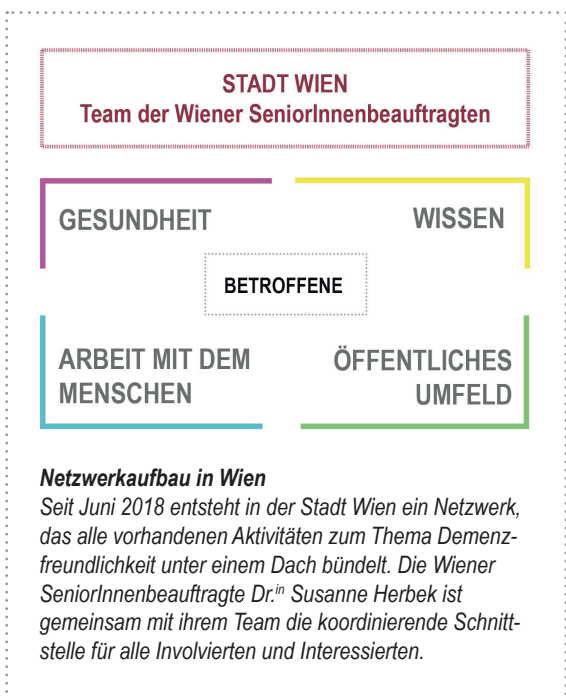 STADT WIEN
Team der Wiener SeniorInnenbeauftragten
GESUNDHEIT
WISSEN
BETROFFENE
ARBEIT MIT DEM
MENSCHEN
ÖFFENTLICHES
UMFELD
Netzwerkaufbau in Wien
Seit Juni 2018 entsteht in der Stadt Wien ein Netzwerk,
das alle vorhandenen Aktivitäten zum Thema Demenz-
freundlichkeit unter einem Dach bündelt. Die Wiener
SeniorInnenbeauftragte Dr.in Susanne Herbek ist
gemeinsam mit ihrem Team die koordinierende Schnitt-
stelle für alle Involvierten und Interessierten.